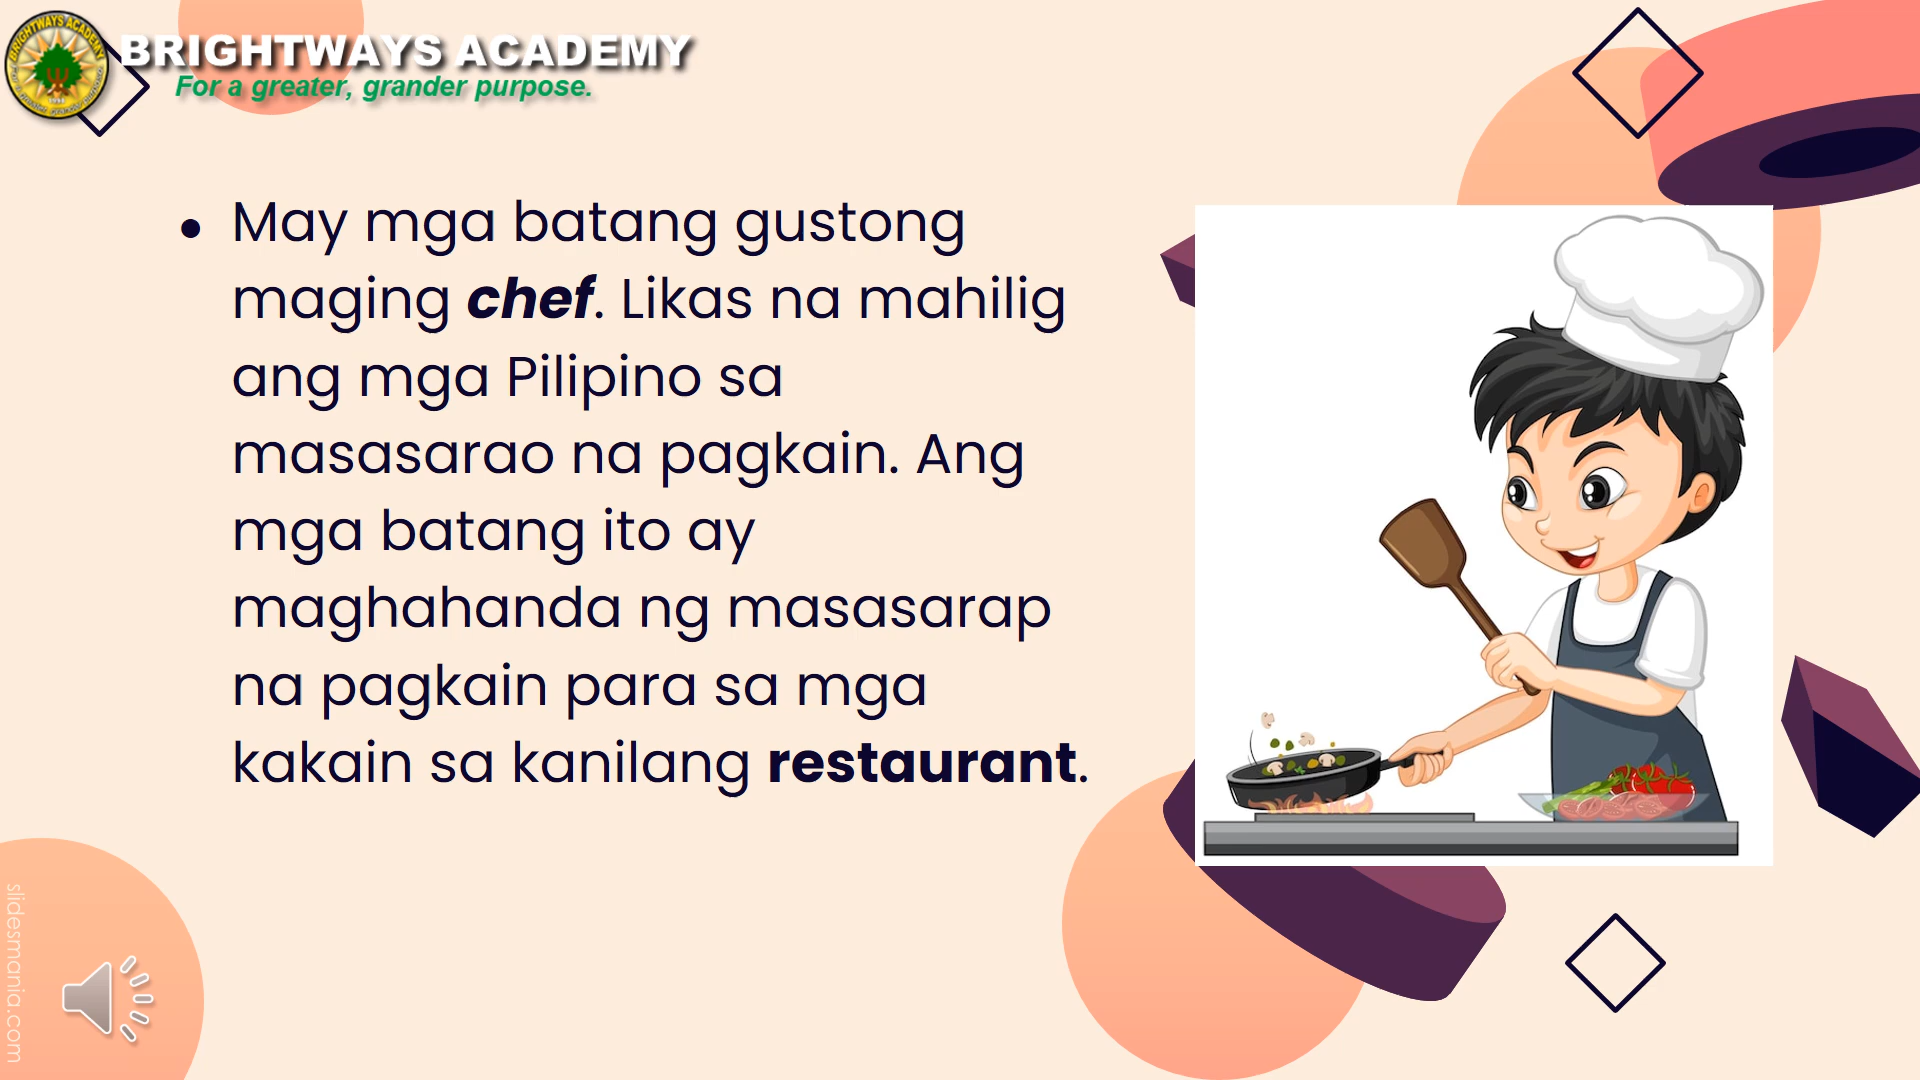 BRIGHTWAYS ACADEMY
For a greater, grander purpose.
• May mga batang gustong
maging chef. Likas na mahilig
ang mga Pilipino sa
masasarao na pagkain. Ang
mga batang ito ay
maghahanda ng masasarap
na pagkain para sa mga
kakain sa kanilang restaurant.
slidesmania.com